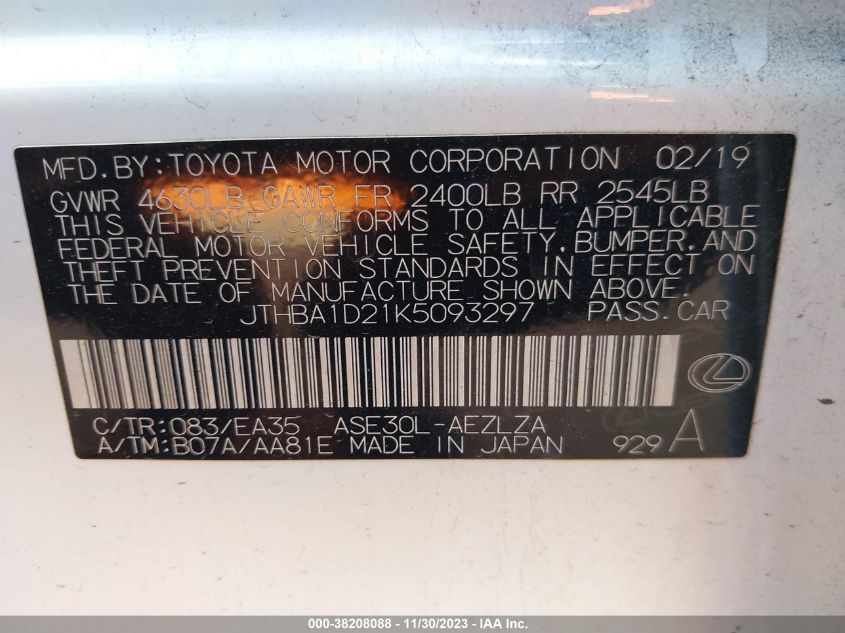 MFD.BY:TOYOTA MOTOR CORPORATION 02/19
GVWR 4630LB GAWR FR 2400LB RR 2545LB
THIS VEHICLE CONFORMS TO ALL APPLICABLE
FEDERAL MOTOR VEHICLE SAFETY,BUMPER,AND
THEFT PREVENTION STANDARDS IN EFFECT ON
THE DATE OF MANUFACTURE SHOWN ABOVE.
JTHBA1D21K5093297 PASS.CAR
C/TR:083/EA35 ASE30L-AEZLZA
A/TM:B07A/AA81E MADE IN JAPAN 929 A
000-38208088 - 11/30/2023 - IAA Inc.